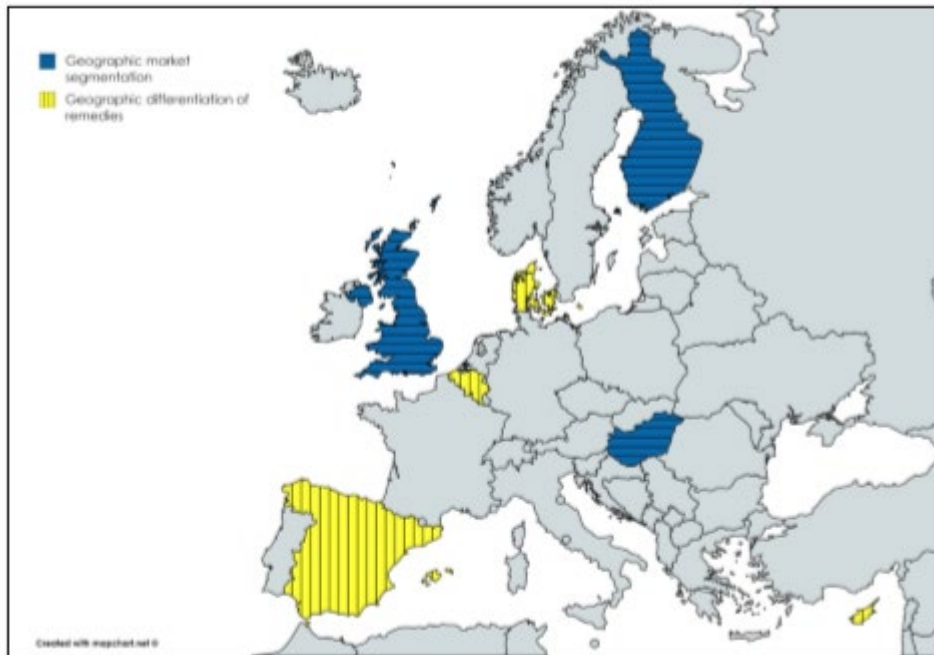 Geographic market
segmentation
Geographic differentiation of
remedies
Created with mapchart.net ©